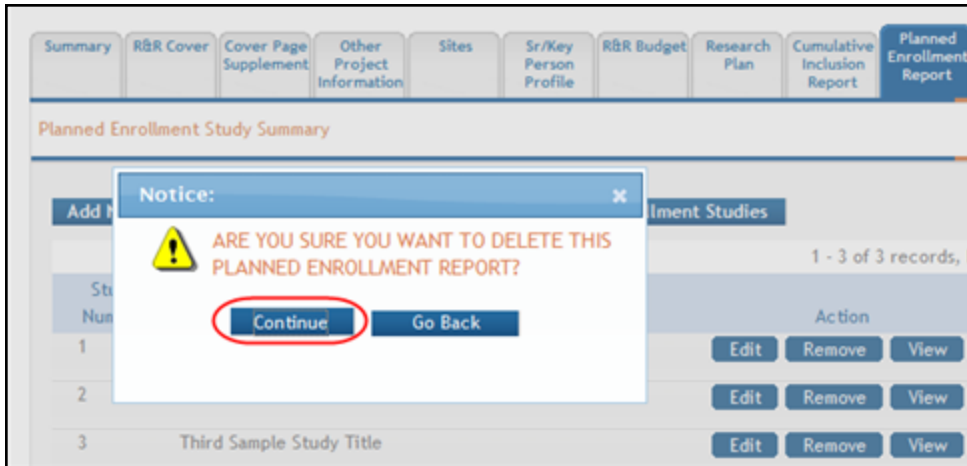 Summary
R&R Cover
Cover Page
Supplement
Other
Project
Information
Sites
Sr/Key
Person
Profile
R&R Budget
Research
Plan
Cumulative
Inclusion
Report
Planned
Enrollment
Report
Planned Enrollment Study Summary
Notice:
Add
Studies
ARE YOU SURE YOU WANT TO DELETE THIS
PLANNED ENROLLMENT REPORT?
1 - 3 of 3 records,
Continue
Go Back
Action
1
Edit
Remove
View
2
Edit
Remove
View
3
Third Sample Study Title
Edit
Remove
View